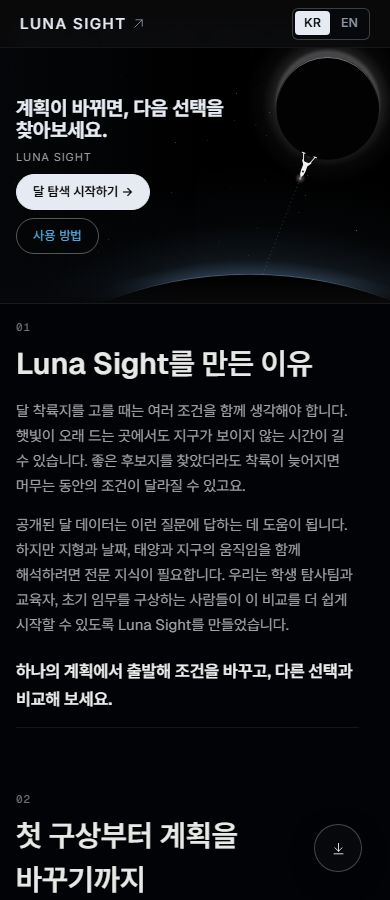 LUNA SIGHT ↗
KR EN
계획이 바뀌면, 다음 선택을
찾아보세요.
LUNA SIGHT
달 탐색 시작하기 →
사용 방법
01
Luna Sight를 만든 이유
달 착륙지를 고를 때는 여러 조건을 함께 생각해야 합니다.
햇빛이 오래 드는 곳에서도 지구가 보이지 않는 시간이 길
수 있습니다. 좋은 후보지를 찾았더라도 착륙이 늦어지면
머무는 동안의 조건이 달라질 수 있고요.
공개된 달 데이터는 이런 질문에 답하는 데 도움이 됩니다.
하지만 지형과 날짜, 태양과 지구의 움직임을 함께
해석하려면 전문 지식이 필요합니다. 우리는 학생 탐사팀과
교육자, 초기 임무를 구상하는 사람들이 이 비교를 더 쉽게
시작할 수 있도록 Luna Sight를 만들었습니다.
하나의 계획에서 출발해 조건을 바꾸고, 다른 선택과
비교해 보세요.
02
첫 구상부터 계획을
바꾸기까지